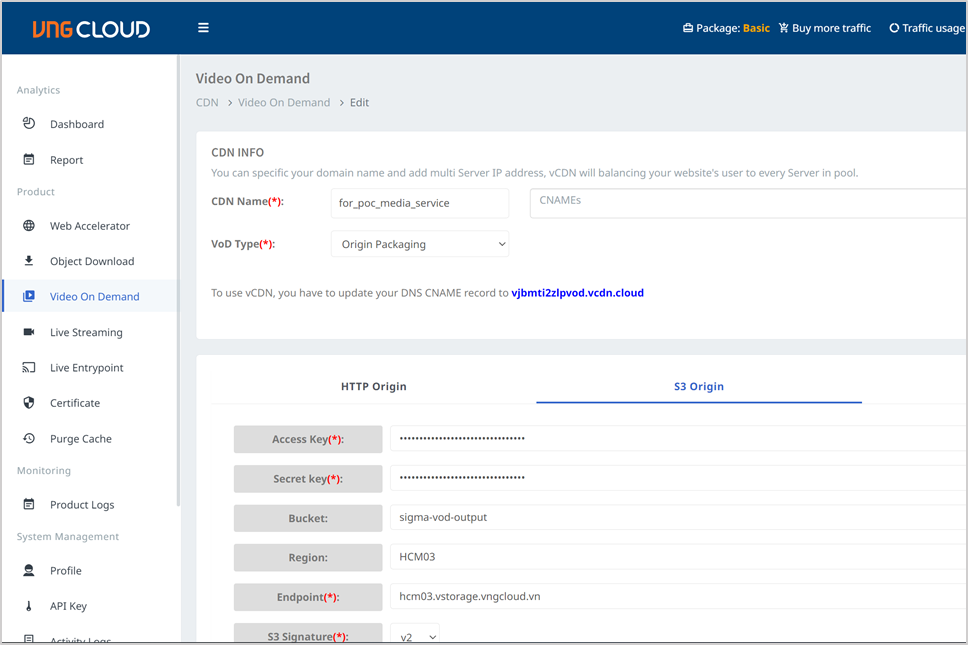 VNG CLOUD
Package: Basic Buy more traffic Traffic usage
Analytics
Dashboard
Report
Product
Web Accelerator
Object Download
Video On Demand
Live Streaming
Live Entrypoint
Certificate
Purge Cache
Monitoring
Product Logs
System Management
Profile
API Key
Activity Logs
Video On Demand
CDN > Video On Demand > Edit
CDN INFO
You can specific your domain name and add multi Server IP address, vCDN will balancing your website's user to every Server in pool.
CDN Name(*): for_poc_media_service CNAMEs
VoD Type(*): Origin Packaging
To use vCDN, you have to update your DNS CNAME record to vjbmti2zlpvod.vcdn.cloud
HTTP Origin S3 Origin
Access Key(*): ••••••••••••••••••••••••••••••••
Secret key(*): ••••••••••••••••••••••••••••••••
Bucket: sigma-vod-output
Region: HCM03
Endpoint(*): hcm03.vstorage.vngcloud.vn
S3 Signature(*): v2